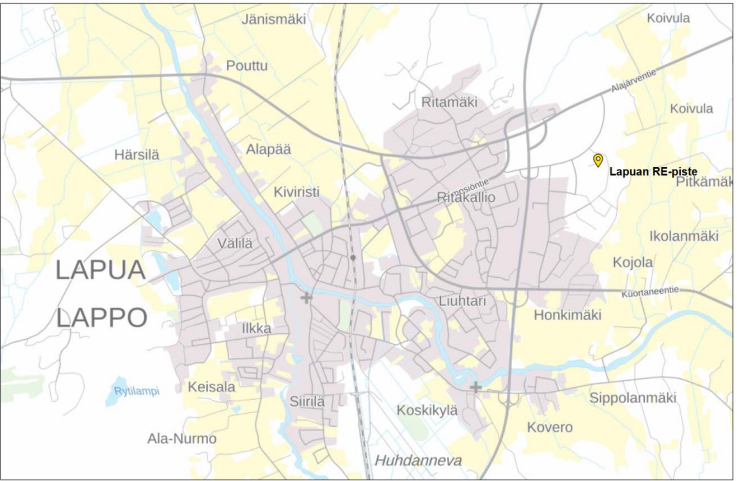 Jänismäki
Koivula
Pouttu
Alajärventie
Ritamäki
Koivula
Härsilä
Alapää
Lapuan RE-piste
Pitkämäk
Kiviristi
Ritakallio
Välilä
Ikolanmäki
LAPUA
Kojola
Kuortaneentie
LAPPO
Liuhtari
Honkimäki
Ilkka
Rytilampi
Keisala
Siirilä
Koskikylä
Sippolanmäki
Kovero
Ala-Nurmo
Huhdanneva